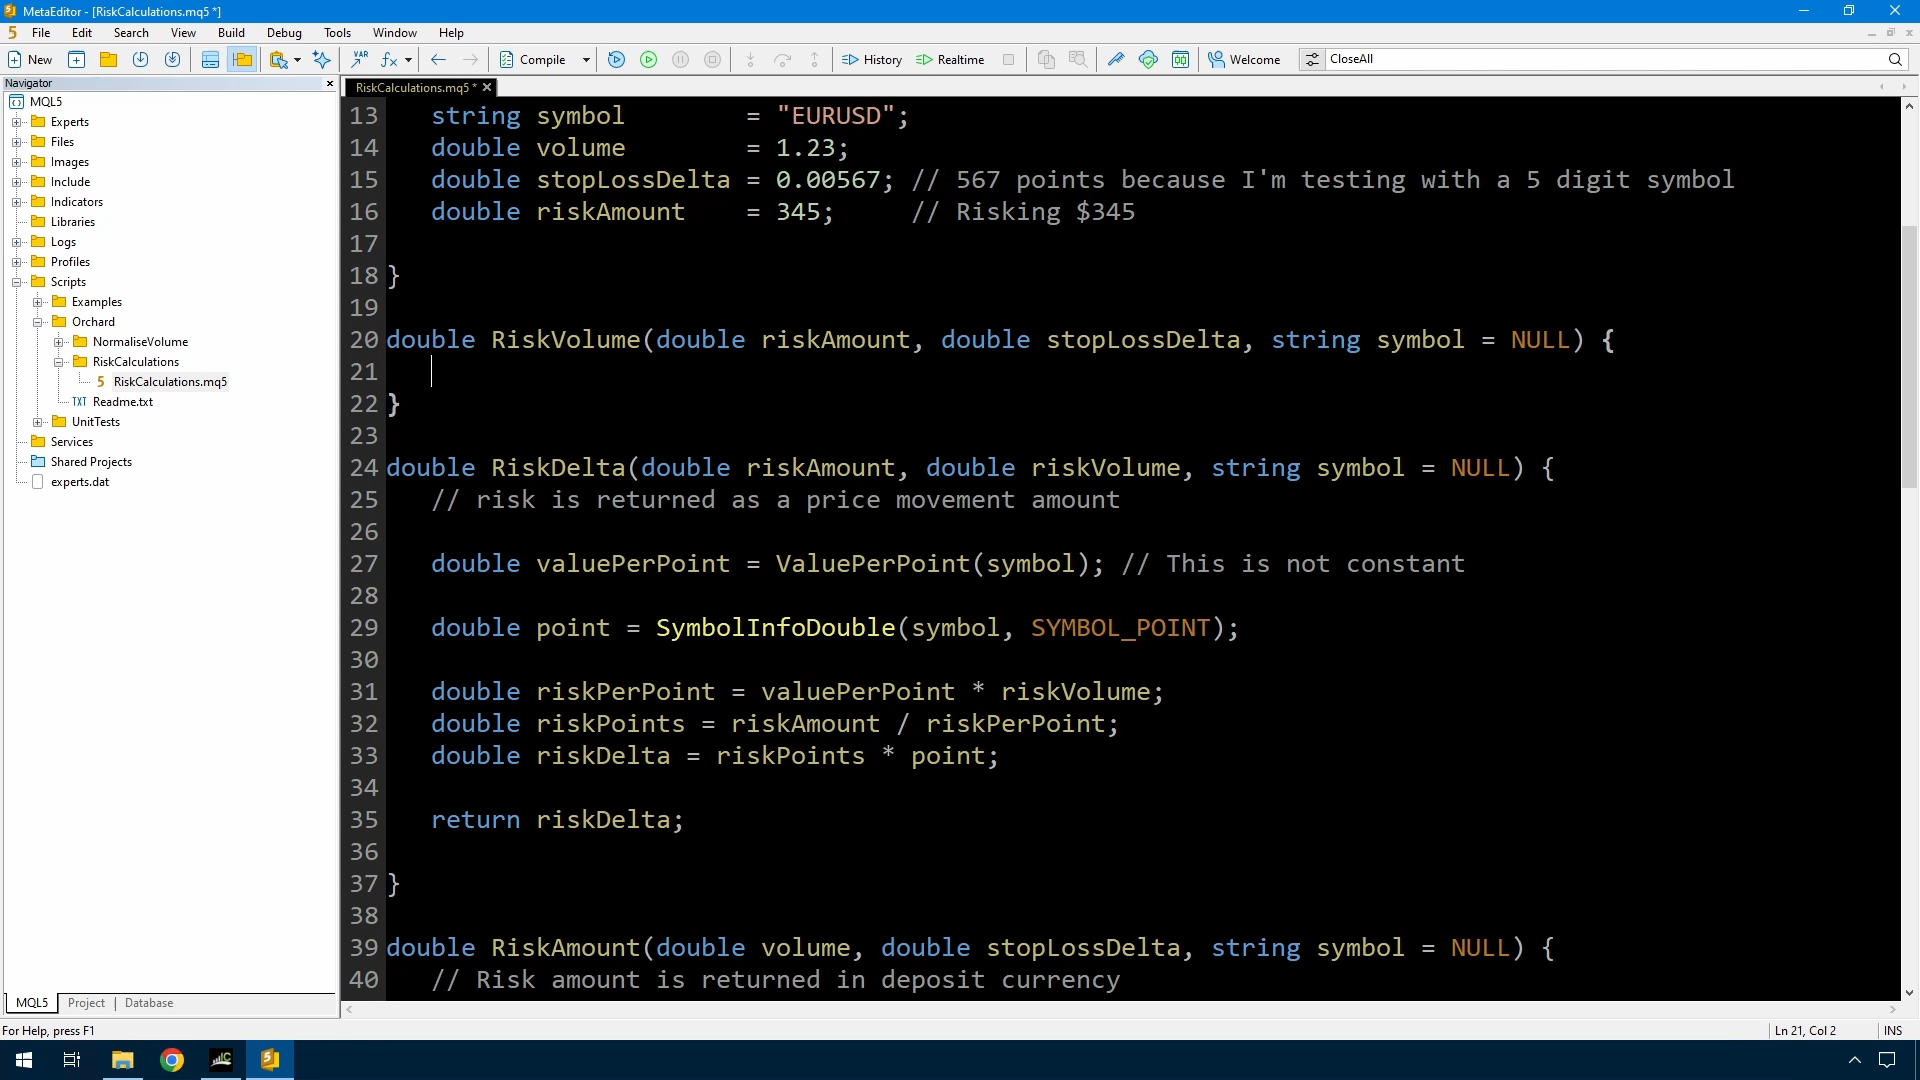 MetaEditor - [RiskCalculations.mq5 *]
5 File Edit Search View Build Debug Tools Window Help
New VAR fx Compile History Realtime Welcome CloseAll
Navigator
MQL5
Experts
Files
Images
Include
Indicators
Libraries
Logs
Profiles
Scripts
Examples
Orchard
NormaliseVolume
RiskCalculations
5 RiskCalculations.mq5
TXT Readme.txt
UnitTests
Services
Shared Projects
experts.dat
MQL5 Project | Database
RiskCalculations.mq5 *
13 string symbol = "EURUSD";
14 double volume = 1.23;
15 double stopLossDelta = 0.00567; // 567 points because I'm testing with a 5 digit symbol
16 double riskAmount = 345; // Risking $345
17
18 }
19
20 double RiskVolume(double riskAmount, double stopLossDelta, string symbol = NULL) {
21
22 }
23
24 double RiskDelta(double riskAmount, double riskVolume, string symbol = NULL) {
25 // risk is returned as a price movement amount
26
27 double valuePerPoint = ValuePerPoint(symbol); // This is not constant
28
29 double point = SymbolInfoDouble(symbol, SYMBOL_POINT);
30
31 double riskPerPoint = valuePerPoint * riskVolume;
32 double riskPoints = riskAmount / riskPerPoint;
33 double riskDelta = riskPoints * point;
34
35 return riskDelta;
36
37 }
38
39 double RiskAmount(double volume, double stopLossDelta, string symbol = NULL) {
40 // Risk amount is returned in deposit currency
For Help, press F1
Ln 21, Col 2 INS